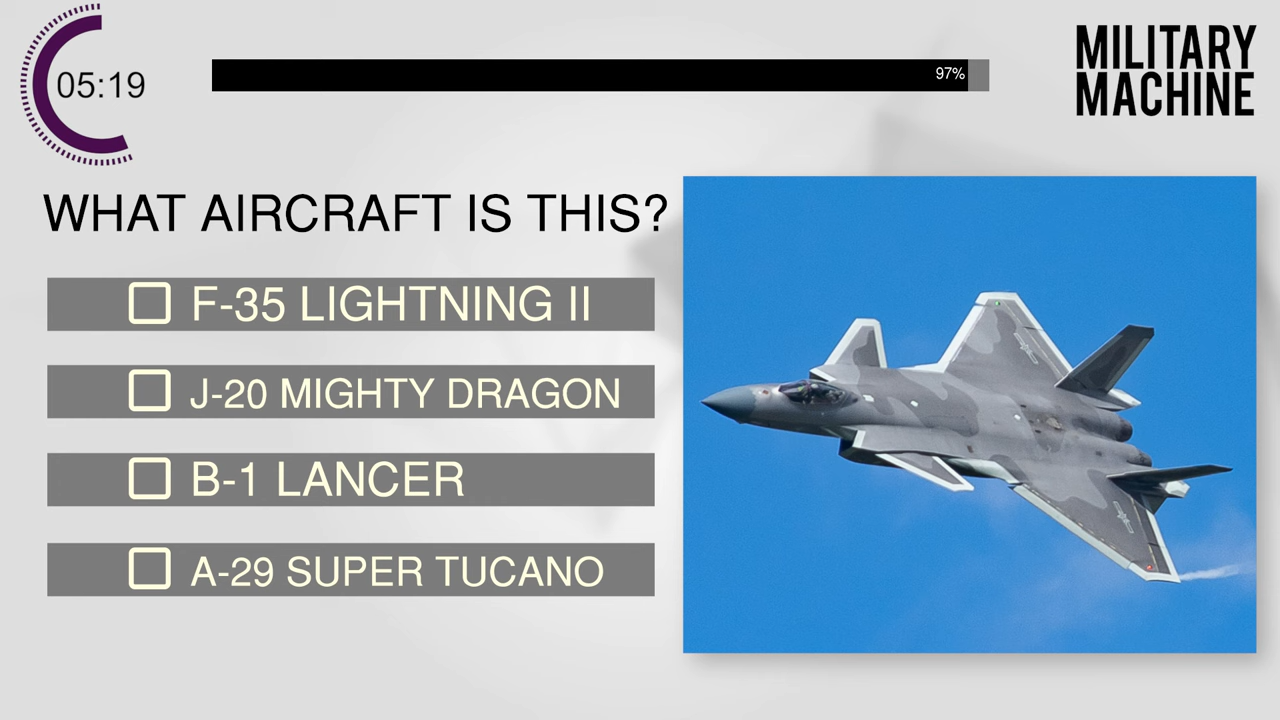 05:19
97%
MILITARY
MACHINE
WHAT AIRCRAFT IS THIS?
F-35 LIGHTNING II
J-20 MIGHTY DRAGON
B-1 LANCER
A-29 SUPER TUCANO